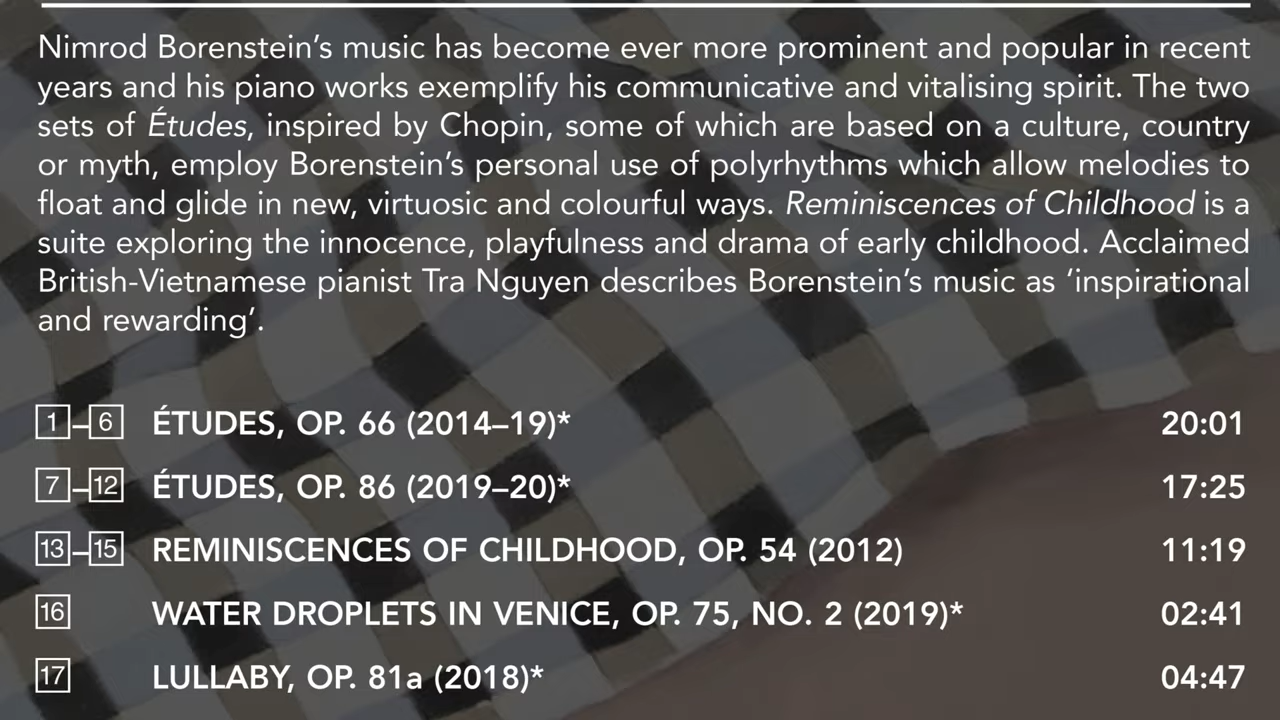 Nimrod Borenstein’s music has become ever more prominent and popular in recent
years and his piano works exemplify his communicative and vitalising spirit. The two
sets of Études, inspired by Chopin, some of which are based on a culture, country
or myth, employ Borenstein’s personal use of polyrhythms which allow melodies to
float and glide in new, virtuosic and colourful ways. Reminiscences of Childhood is a
suite exploring the innocence, playfulness and drama of early childhood. Acclaimed
British-Vietnamese pianist Tra Nguyen describes Borenstein’s music as ‘inspirational
and rewarding’.
1–6 ÉTUDES, OP. 66 (2014–19)* 20:01
7–12 ÉTUDES, OP. 86 (2019–20)* 17:25
13–15 REMINISCENCES OF CHILDHOOD, OP. 54 (2012) 11:19
16 WATER DROPLETS IN VENICE, OP. 75, NO. 2 (2019)* 02:41
17 LULLABY, OP. 81a (2018)* 04:47